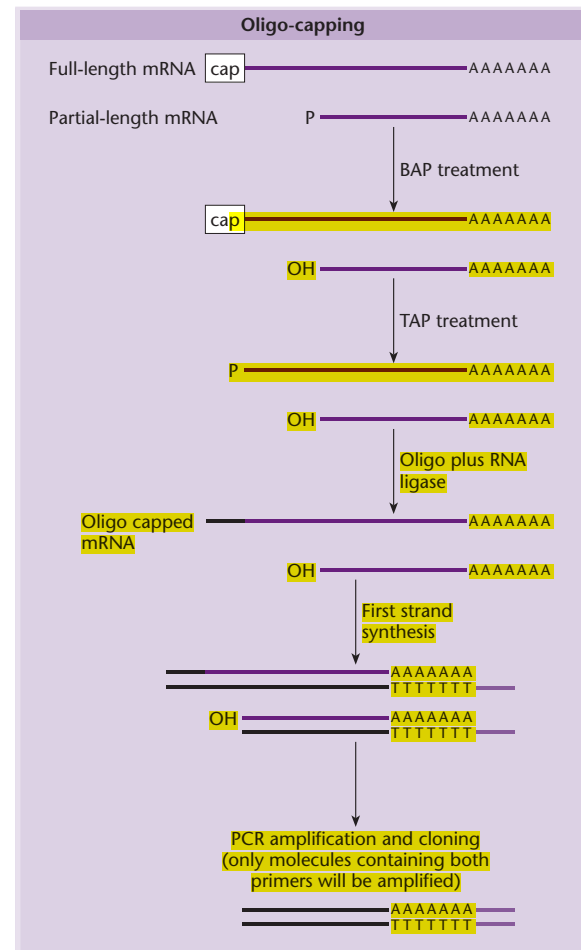 Oligo-capping
Full-length mRNA cap AAAAAAA
Partial-length mRNA P AAAAAAA
BAP treatment
cap AAAAAAA
OH AAAAAAA
TAP treatment
P AAAAAAA
OH AAAAAAA
Oligo plus RNA
ligase
Oligo capped AAAAAAA
mRNA
OH AAAAAAA
First strand
synthesis
AAAAAAA
TTTTTTT
OH AAAAAAA
TTTTTTT
PCR amplification and cloning
(only molecules containing both
primers will be amplified)
AAAAAAA
TTTTTTT